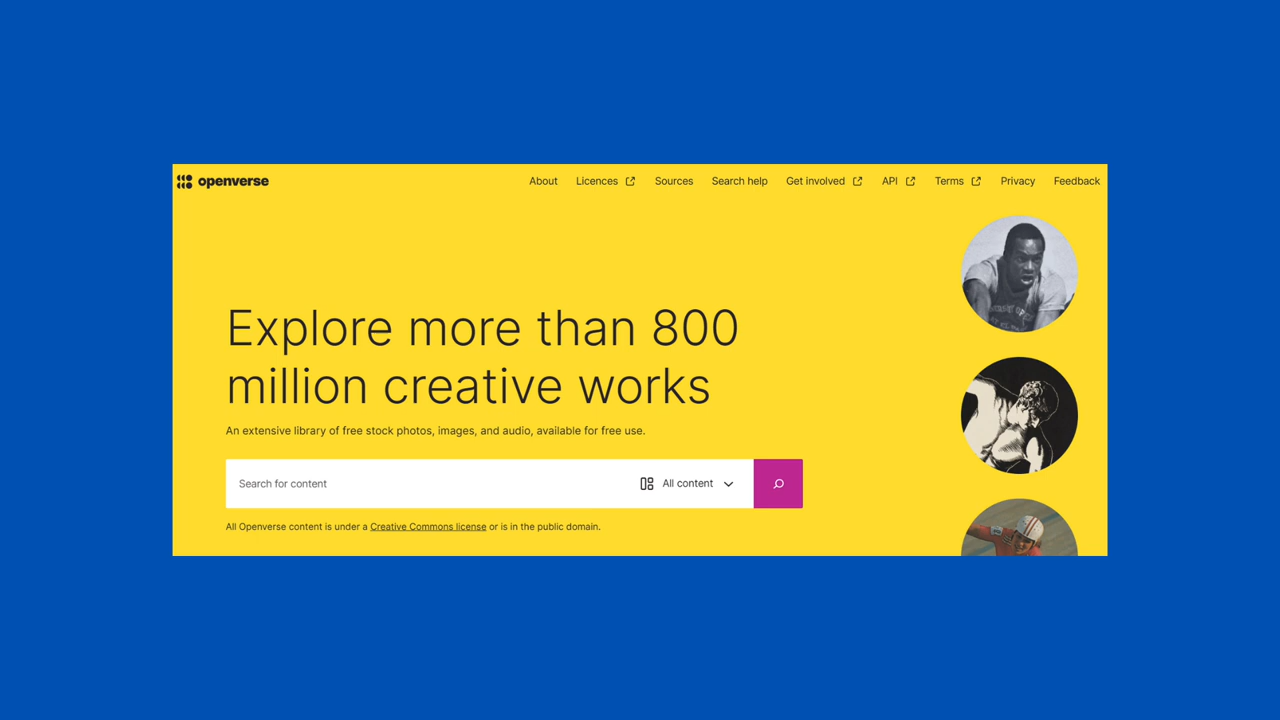 openverse
About Licences Sources Search help Get involved API Terms Privacy Feedback
Explore more than 800
million creative works
An extensive library of free stock photos, images, and audio, available for free use.
Search for content All content
All Openverse content is under a Creative Commons license or is in the public domain.